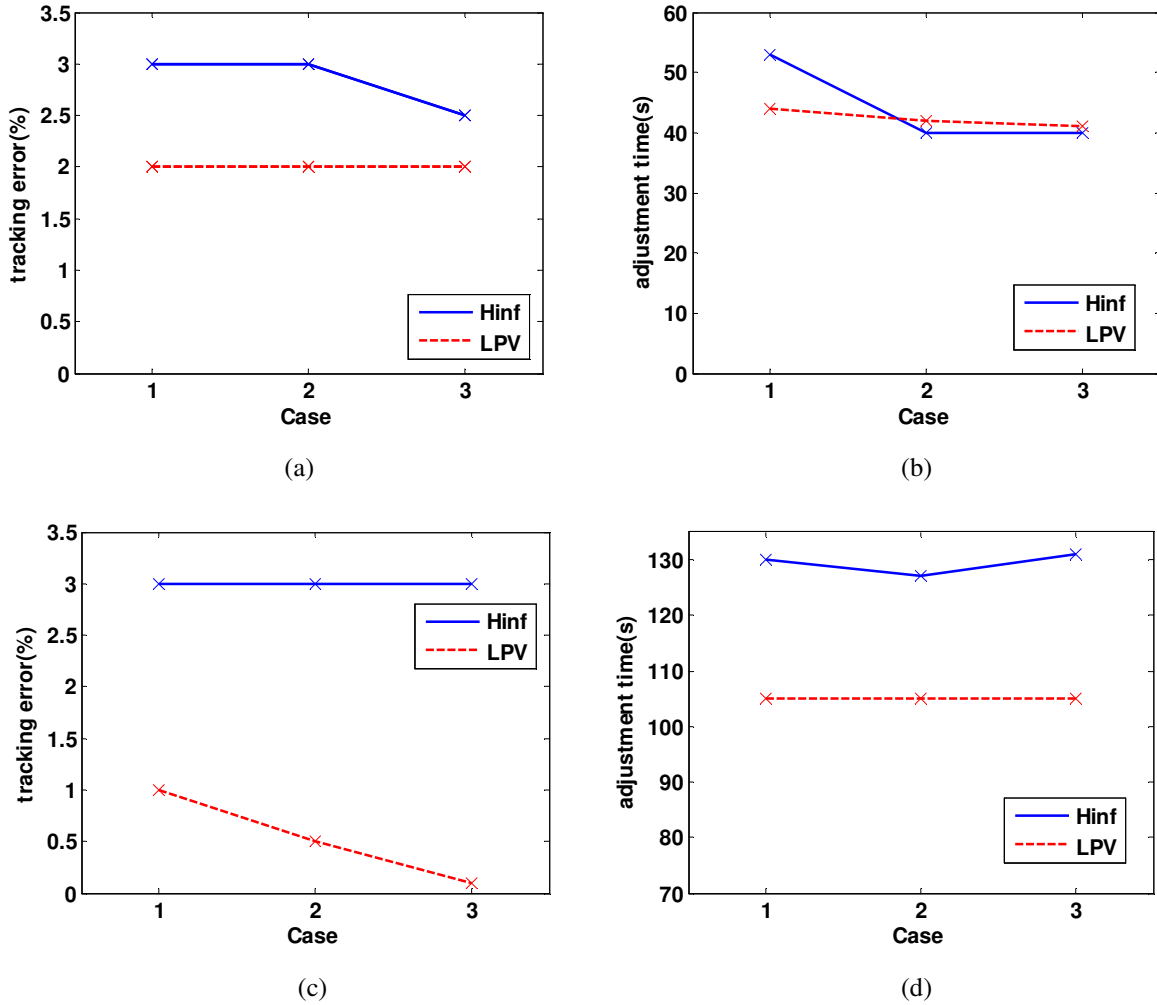 3.5
3
2.5
2
1.5
1
0.5
0
tracking error(%)
1 2 3
Case
Hinf
LPV
(a)
60
50
40
30
20
10
0
adjustment time(s)
1 2 3
Case
Hinf
LPV
(b)
3.5
3
2.5
2
1.5
1
0.5
0
tracking error(%)
1 2 3
Case
Hinf
LPV
(c)
130
120
110
100
90
80
70
adjustment time(s)
1 2 3
Case
Hinf
LPV
(d)